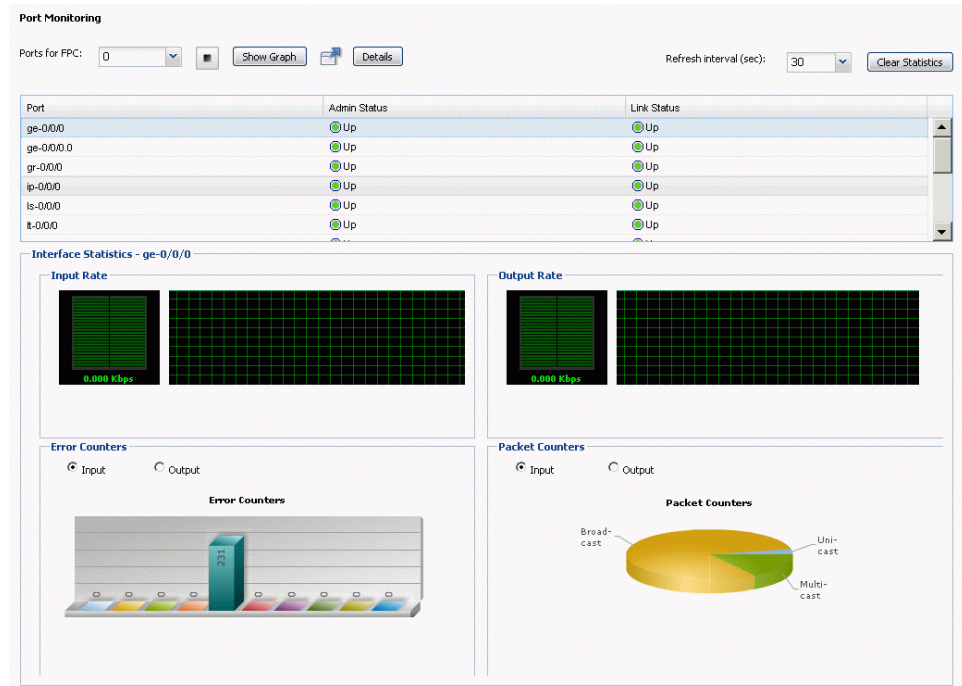 Port Monitoring
Ports for FPC: 0 Show Graph Details Refresh interval (sec): 30 Clear Statistics
Port Admin Status Link Status
ge-0/0/0 Up Up
ge-0/0/0.0 Up Up
gr-0/0/0 Up Up
ip-0/0/0 Up Up
ls-0/0/0 Up Up
lt-0/0/0 Up Up
Interface Statistics - ge-0/0/0
Input Rate
0.000 Kbps
Output Rate
0.000 Kbps
Error Counters
Input Output
Error Counters
0 0 0 0 231 0 0 0 0 0
Packet Counters
Input Output
Packet Counters
Broad-
cast
Uni-
cast
Multi-
cast